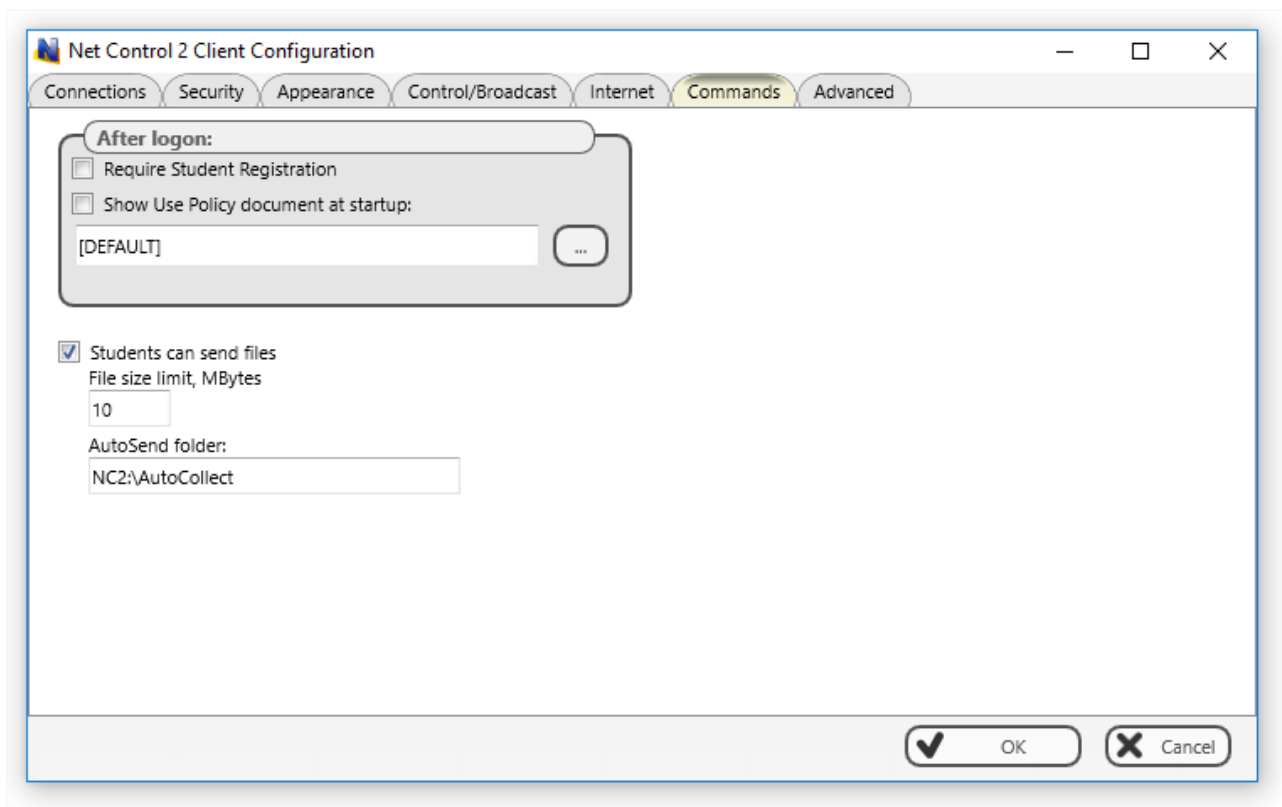 Net Control 2 Client Configuration
Connections Security Appearance Control/Broadcast Internet Commands Advanced
After logon:
Require Student Registration
Show Use Policy document at startup:
[DEFAULT] ...
Students can send files
File size limit, MBytes
10
AutoSend folder:
NC2:\AutoCollect
OK Cancel